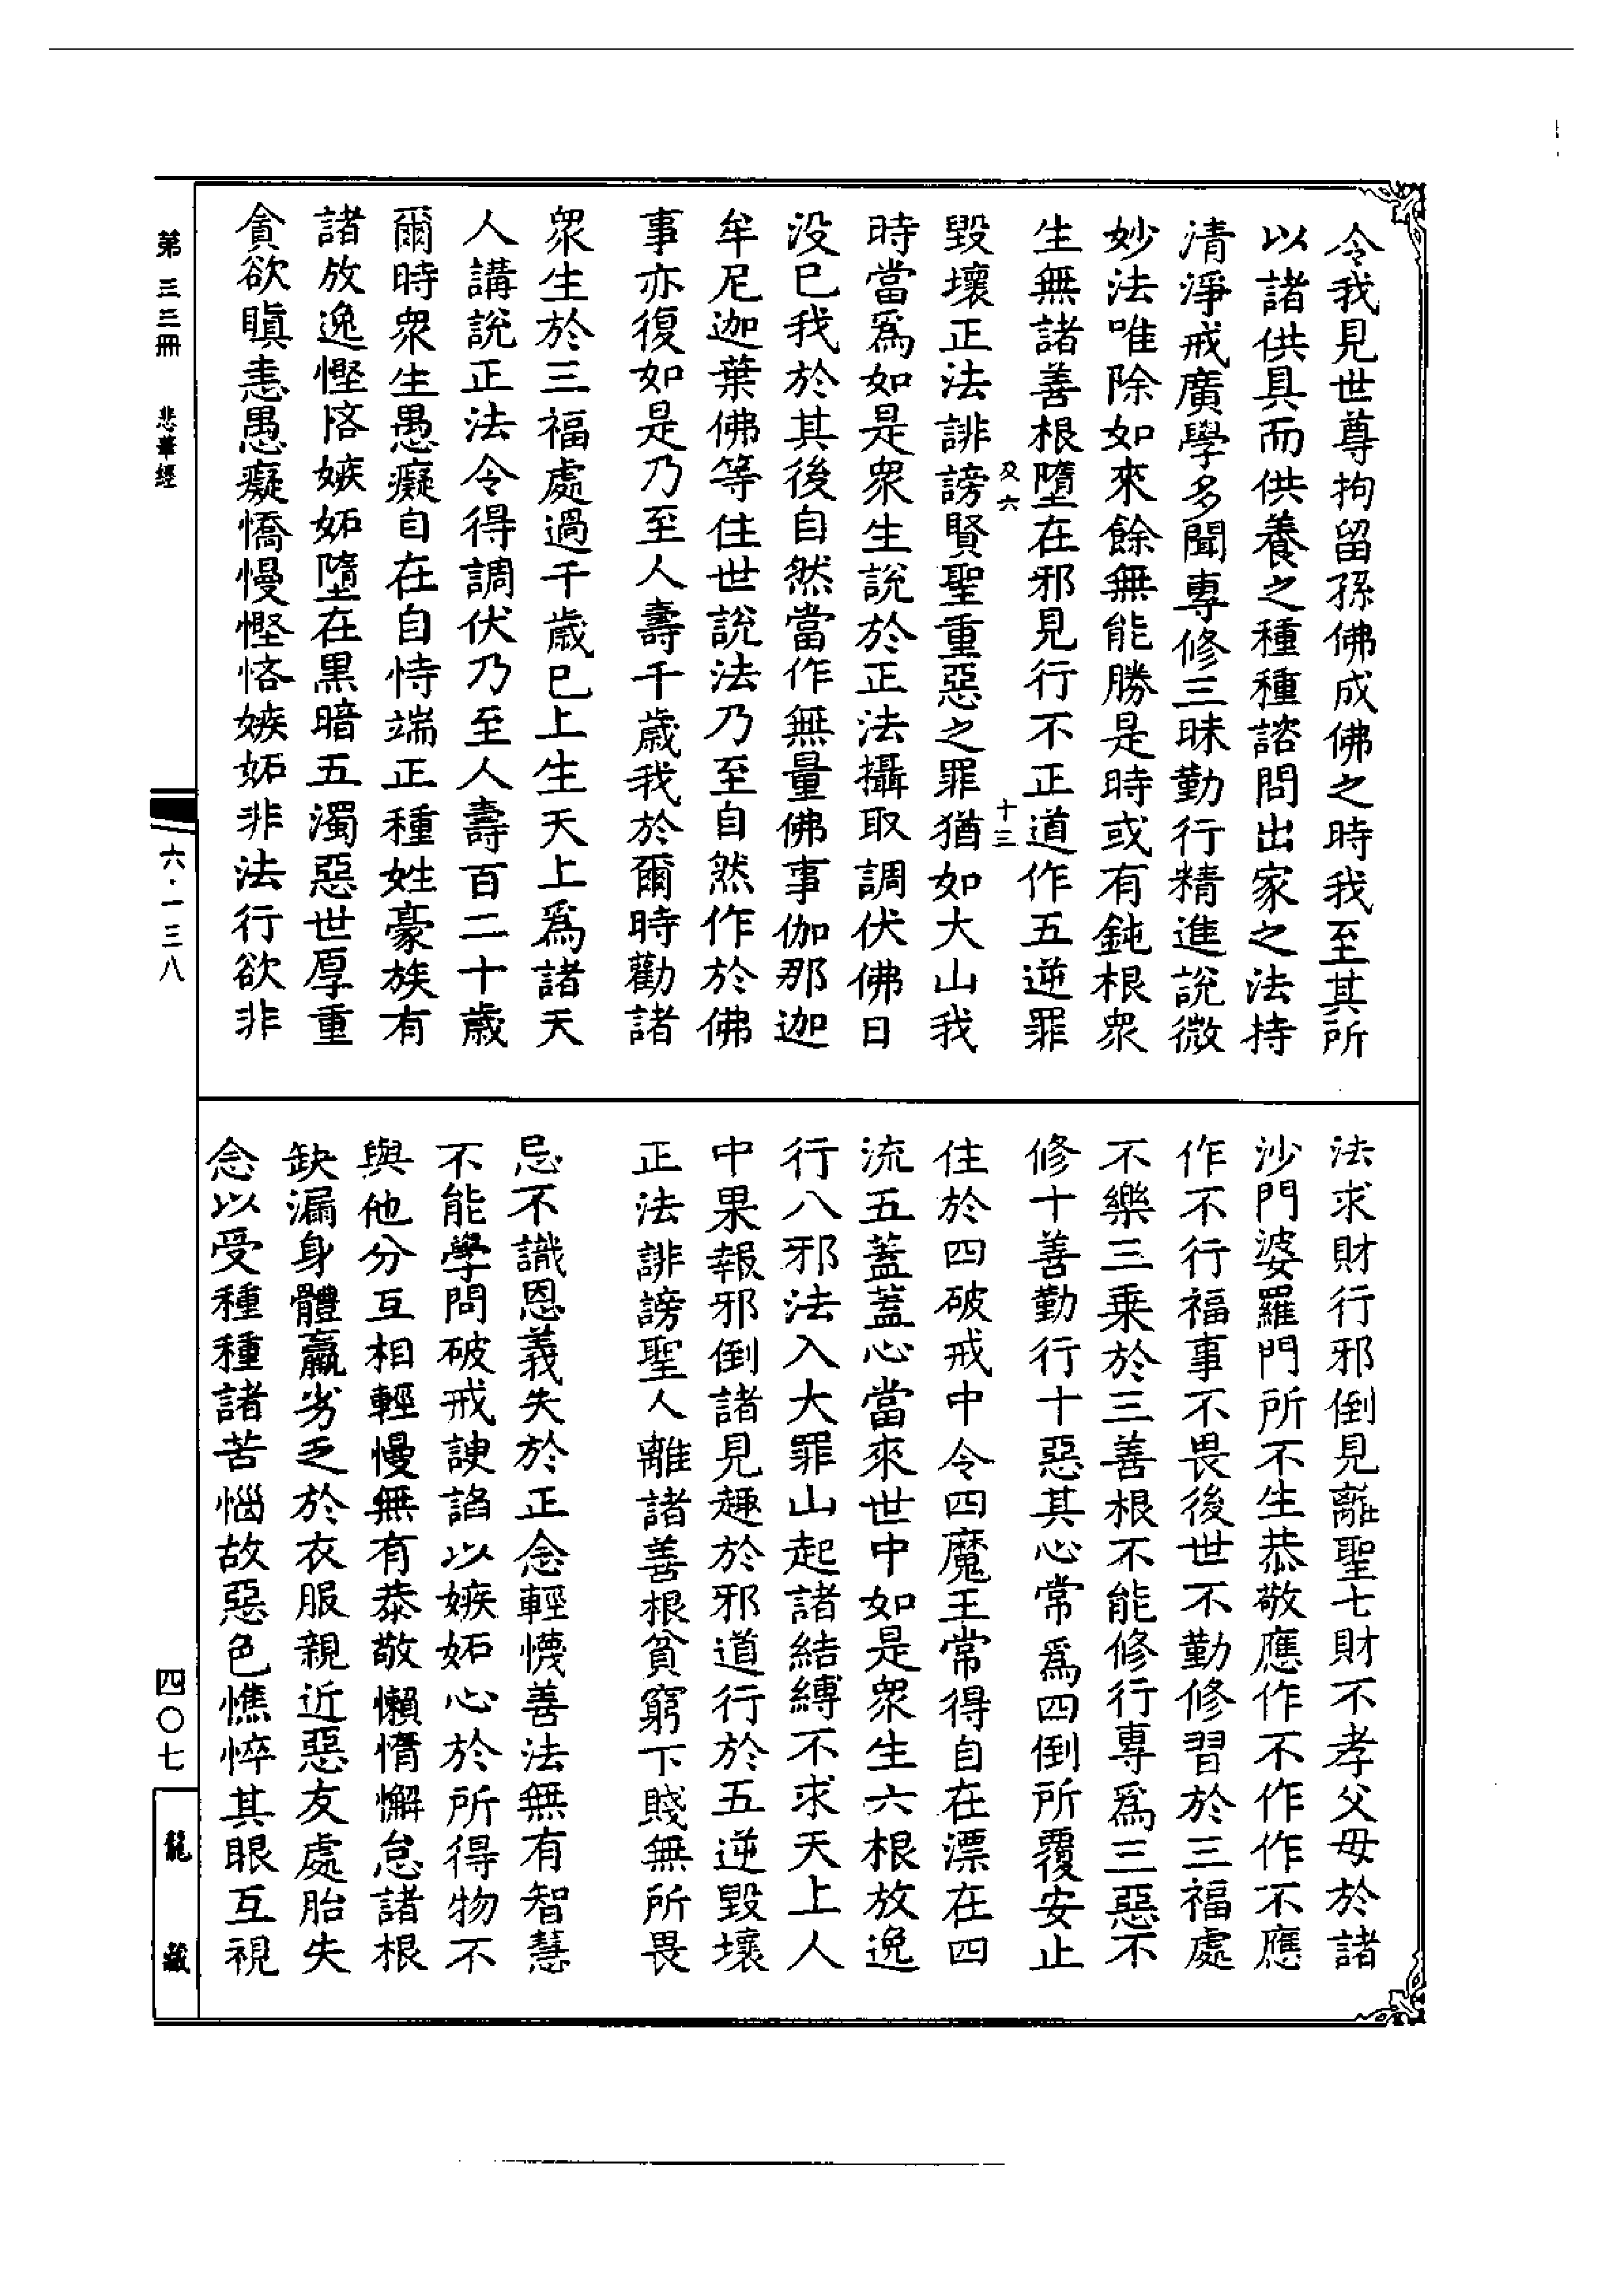 令我見世尊拘留孫佛成佛之時我至其所
以諸供具而供養之種種諮問出家之法持
清淨戒廣學多聞專修三昧勤行精進說微
妙法唯除如來餘無能勝是時或有鈍根衆
生無諸善根墮在邪見行不正道作五逆罪
㸚六 十三
毀壞正法誹謗賢聖重惡之罪猶如大山我
時當爲如是衆生說於正法攝取調伏佛日
没已我於其後自然當作無量佛事伽那迦
牟尼迦葉佛等住世說法乃至自然作於佛
事亦復如是乃至人壽千歲我於爾時勸諸
衆生於三福處過千歲已上生天上爲諸天
人講說正法令得調伏乃至人壽百二十歲
爾時衆生愚癡自在自恃端正種姓豪族有
諸放逸慳悋嫉妬墮在黑暗五濁惡世厚重
貪欲瞋恚愚癡憍慢慳悋嫉妬非法行欲非
法求財行邪倒見離聖七財不孝父母於諸
沙門婆羅門所不生恭敬應作不作作不應
作不行福事不畏後世不勤修習於三福處
不樂三乗於三善根不能修行專爲三惡不
修十善勤行十惡其心常爲四倒所覆安止
住於四破戒中令四魔王常得自在漂在四
流五蓋蓋心當來世中如是衆生六根放逸
行八邪法入大罪山起諸結縛不求天上人
中果報邪倒諸見趣於邪道行於五逆毀壞
正法誹謗聖人離諸善根貧窮下賤無所畏
忌不識恩義失於正念輕懱善法無有智慧
不能學問破戒諛諂以嫉妬心於所得物不
與他分互相輕慢無有恭敬懶惰懈怠諸根
缺漏身體羸劣乏於衣服親近惡友處胎失
念以受種種諸苦惱故惡色憔悴其眼互視
第三三冊 悲華經
六·一三八
四〇七
龍藏